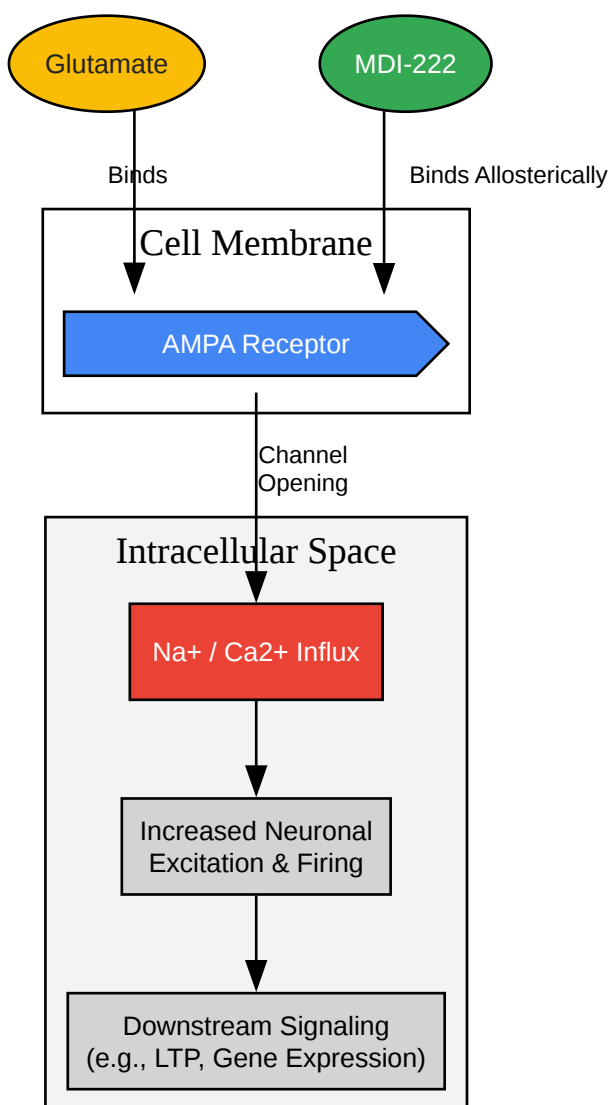 Glutamate
MDI-222
Binds
Binds Allosterically
Cell Membrane
AMPA Receptor
Channel
Opening
Intracellular Space
Na+ / Ca2+ Influx
Increased Neuronal
Excitation & Firing
Downstream Signaling
(e.g., LTP, Gene Expression)